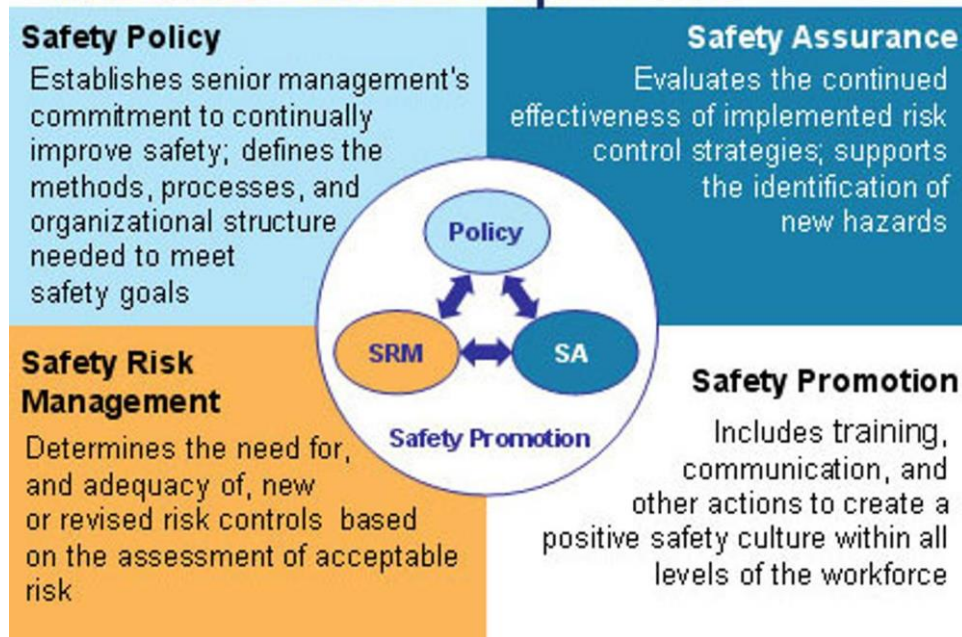 Safety Policy
Establishes senior management's
commitment to continually
improve safety; defines the
methods, processes, and
organizational structure
needed to meet
safety goals
Safety Assurance
Evaluates the continued
effectiveness of implemented risk
control strategies; supports
the identification of
new hazards
Policy
SRM
SA
Safety Promotion
Safety Risk
Management
Determines the need for,
and adequacy of, new
or revised risk controls based
on the assessment of acceptable
risk
Safety Promotion
Includes training,
communication, and
other actions to create a
positive safety culture within all
levels of the workforce